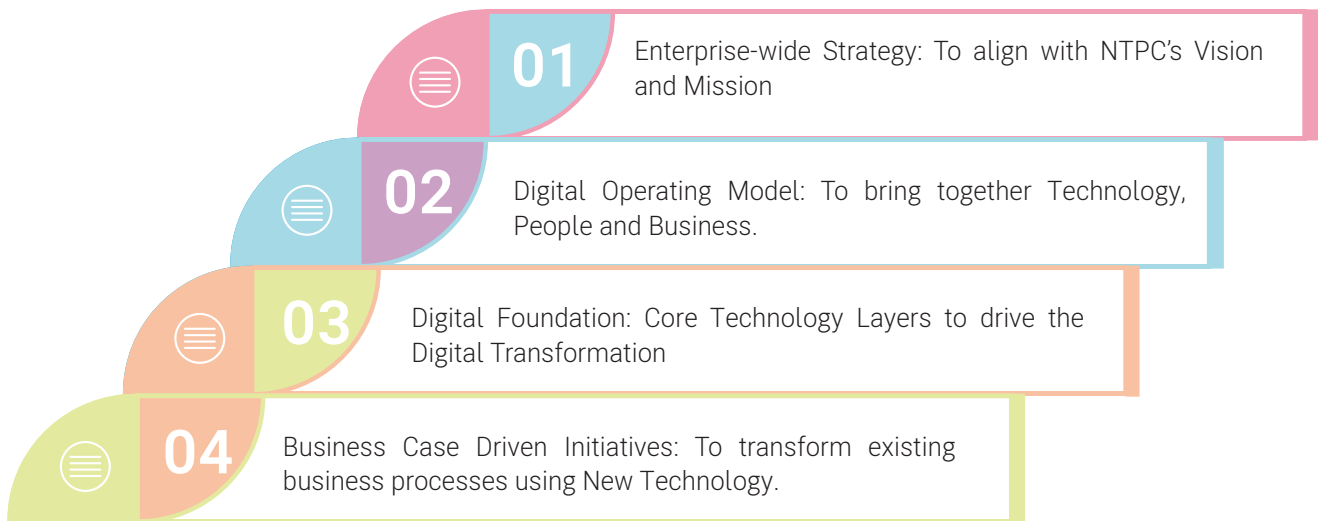 01
Enterprise-wide Strategy: To align with NTPC’s Vision
and Mission
02
Digital Operating Model: To bring together Technology,
People and Business.
03
Digital Foundation: Core Technology Layers to drive the
Digital Transformation
04
Business Case Driven Initiatives: To transform existing
business processes using New Technology.